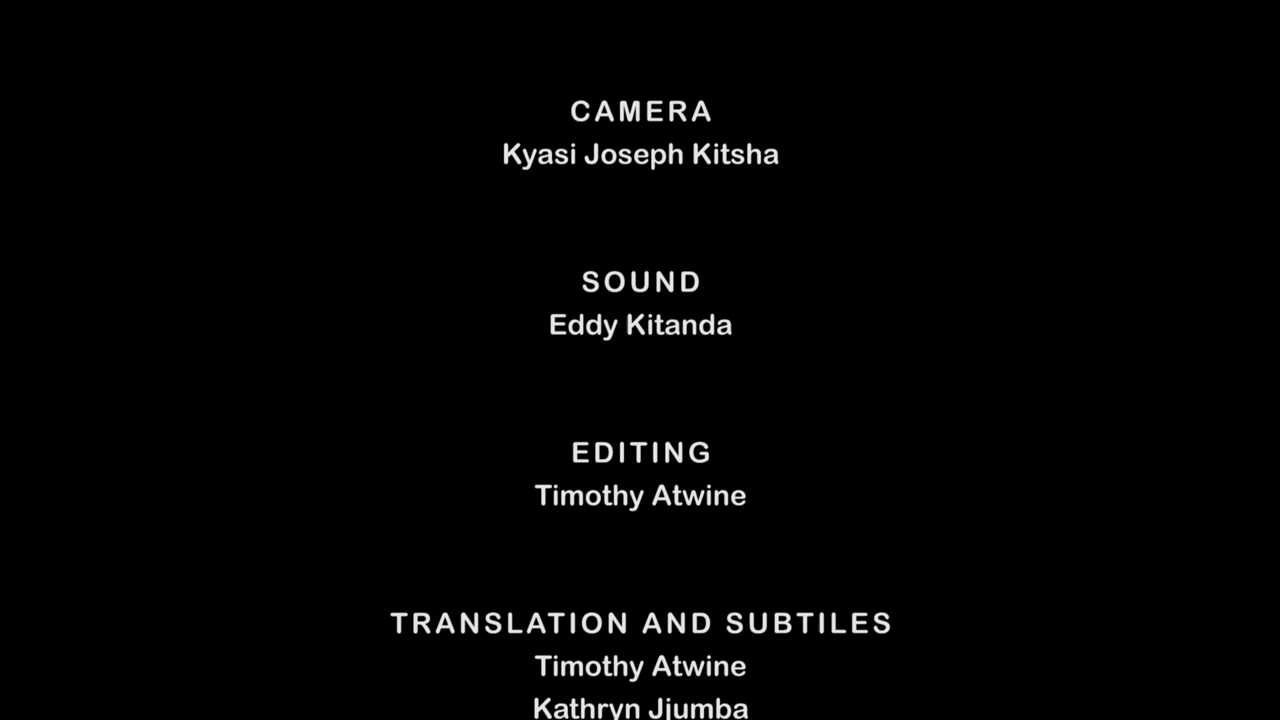 CAMERA
Kyasi Joseph Kitsha
SOUND
Eddy Kitanda
EDITING
Timothy Atwine
TRANSLATION AND SUBTILES
Timothy Atwine
Kathryn Jjumba